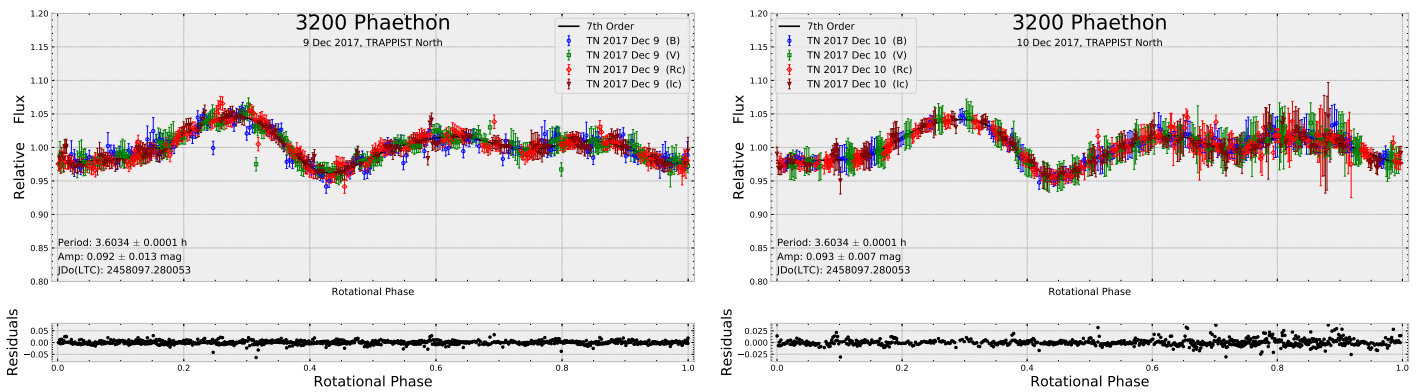 3200 Phaethon
9 Dec 2017, TRAPPIST North
7th Order
TN 2017 Dec 9 (B)
TN 2017 Dec 9 (V)
TN 2017 Dec 9 (Rc)
TN 2017 Dec 9 (Ic)
Relative Flux
1.20
1.15
1.10
1.05
1.00
0.95
0.90
0.85
0.80
Period: 3.6034 ± 0.0001 h
Amp: 0.092 ± 0.013 mag
JDo(LTC): 2458097.280053
Rotational Phase
Residuals
0.05
0.00
−0.05
0.0 0.2 0.4 0.6 0.8 1.0
Rotational Phase
3200 Phaethon
10 Dec 2017, TRAPPIST North
7th Order
TN 2017 Dec 10 (B)
TN 2017 Dec 10 (V)
TN 2017 Dec 10 (Rc)
TN 2017 Dec 10 (Ic)
Relative Flux
1.20
1.15
1.10
1.05
1.00
0.95
0.90
0.85
0.80
Period: 3.6034 ± 0.0001 h
Amp: 0.093 ± 0.007 mag
JDo(LTC): 2458097.280053
Rotational Phase
Residuals
0.025
0.000
−0.025
0.0 0.2 0.4 0.6 0.8 1.0
Rotational Phase